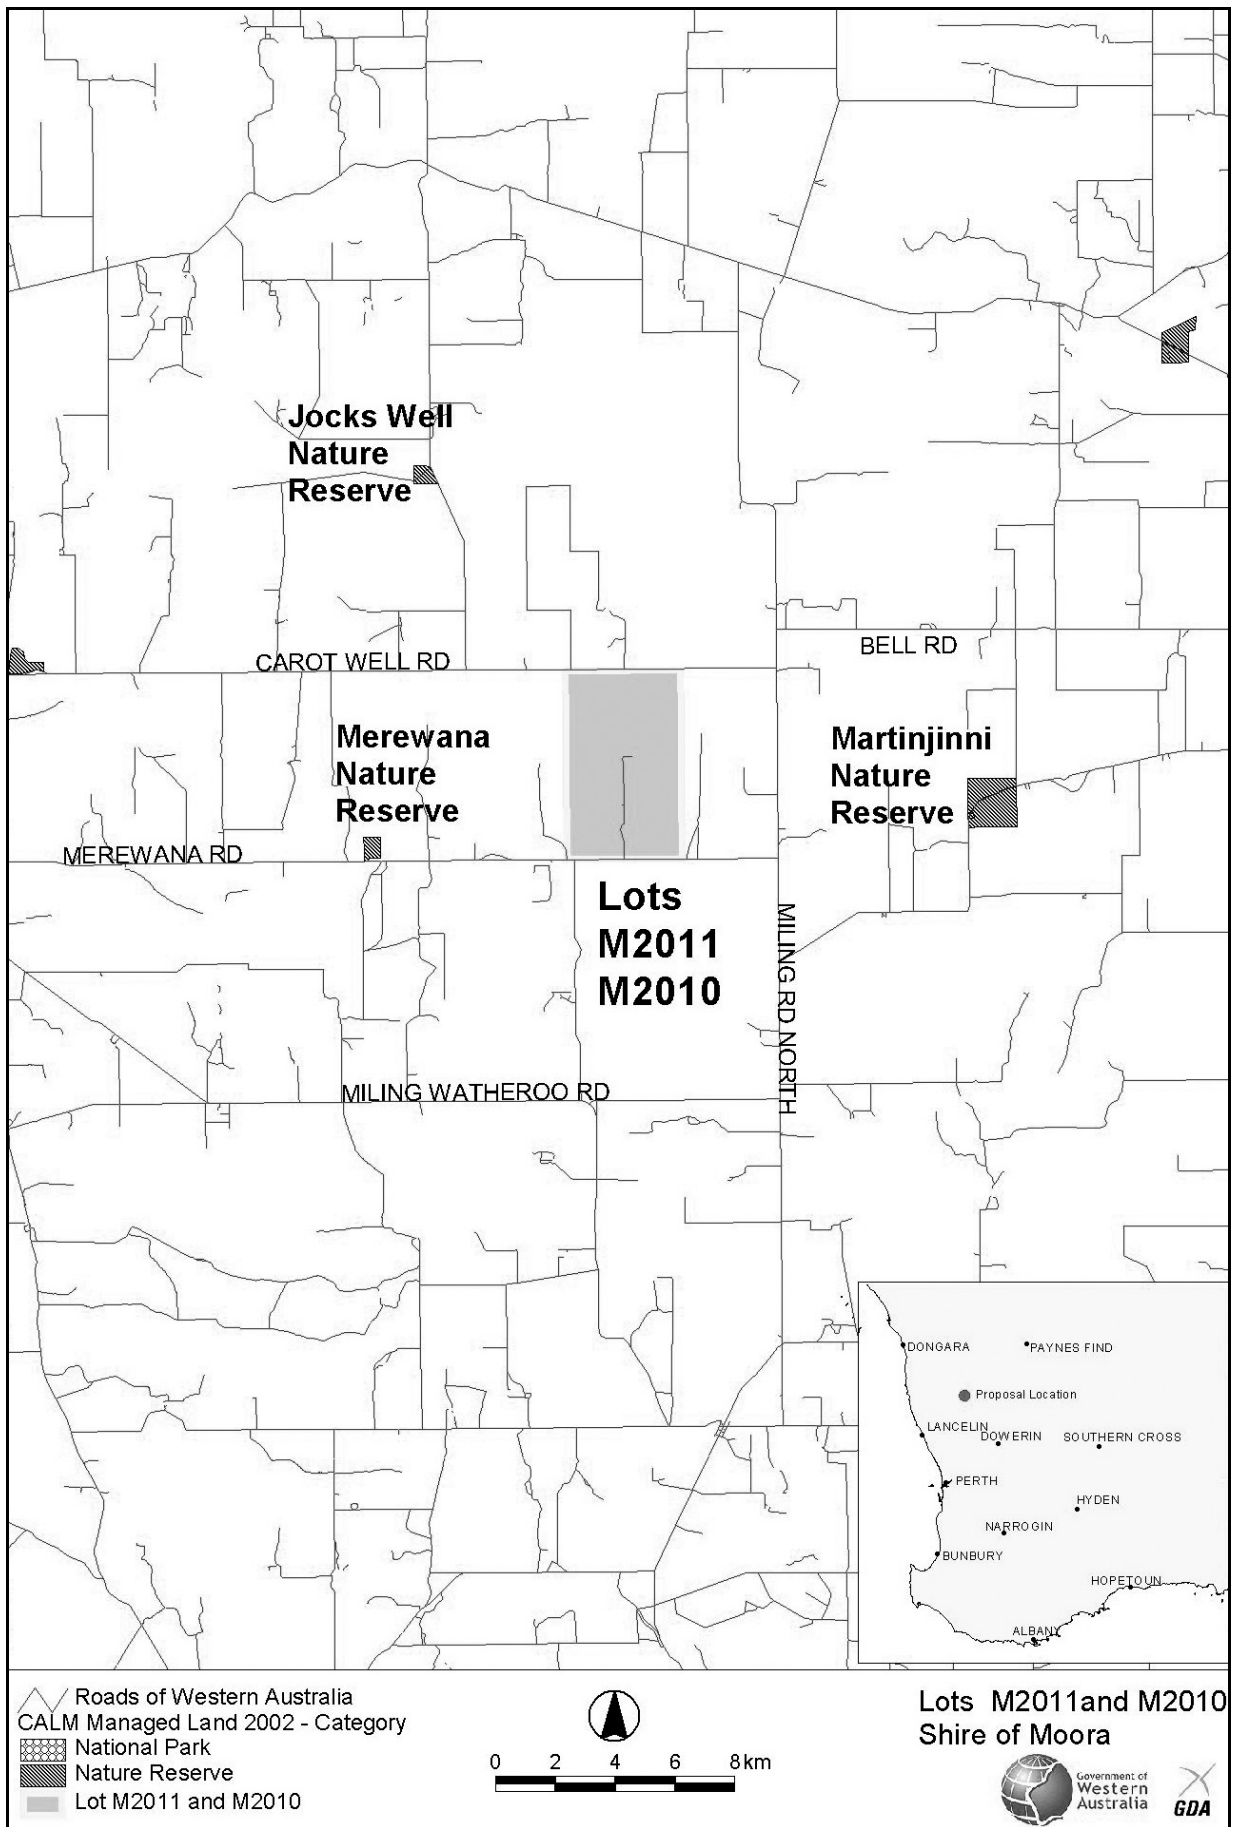 Jocks Well
Nature
Reserve
BELL RD
CAROT WELL RD
Merewana
Nature
Reserve
Martinjinni
Nature
Reserve
MEREWANA RD
Lots
M2011
M2010
MILING RD NORTH
MILING WATHEROO RD
DONGARA
PAYNES FIND
Proposal Location
LANCELIN
DOWERIN
SOUTHERN CROSS
PERTH
HYDEN
NARROGIN
BUNBURY
HOPETOUN
ALBANY
Roads of Western Australia
CALM Managed Land 2002 - Category
National Park
Nature Reserve
Lot M2011 and M2010
0 2 4 6 8 km
Lots M2011and M2010
Shire of Moora
Government of
Western
Australia
GDA